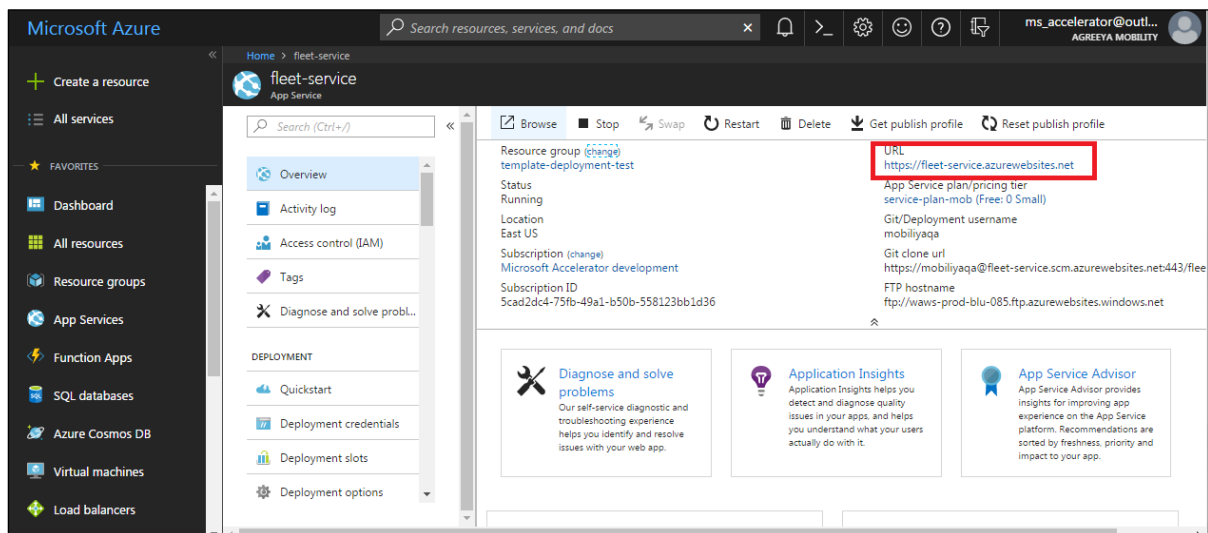 Microsoft Azure
Search resources, services, and docs
ms_accelerator@outl...
AGREEYA MOBILITY
Create a resource
All services
FAVORITES
Dashboard
All resources
Resource groups
App Services
Function Apps
SQL databases
Azure Cosmos DB
Virtual machines
Load balancers
Home > fleet-service
fleet-service
App Service
Search (Ctrl+/)
Overview
Activity log
Access control (IAM)
Tags
Diagnose and solve probl...
DEPLOYMENT
Quickstart
Deployment credentials
Deployment slots
Deployment options
Browse Stop Swap Restart Delete Get publish profile Reset publish profile
Resource group (change)
template-deployment-test
Status
Running
Location
East US
Subscription (change)
Microsoft Accelerator development
Subscription ID
5cad2dc4-75fb-49a1-b50b-558123bb1d36
URL
https://fleet-service.azurewebsites.net
App Service plan/pricing tier
service-plan-mob (Free: 0 Small)
Git/Deployment username
mobiliyaqa
Git clone url
https://mobiliyaqa@fleet-service.scm.azurewebsites.net:443/flee
FTP hostname
ftp://waws-prod-blu-085.ftp.azurewebsites.windows.net
Diagnose and solve
problems
Our self-service diagnostic and
troubleshooting experience
helps you identify and resolve
issues with your web app.
Application Insights
Application Insights helps you
detect and diagnose quality
issues in your apps, and helps
you understand what your users
actually do with it.
App Service Advisor
App Service Advisor provides
insights for improving app
experience on the App Service
platform. Recommendations are
sorted by freshness, priority and
impact to your app.